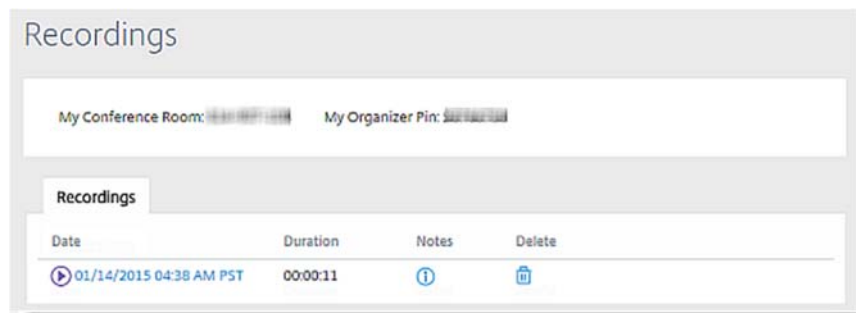 Recordings
My Conference Room: My Organizer Pin:
Recordings
Date Duration Notes Delete
01/14/2015 04:38 AM PST 00:00:11